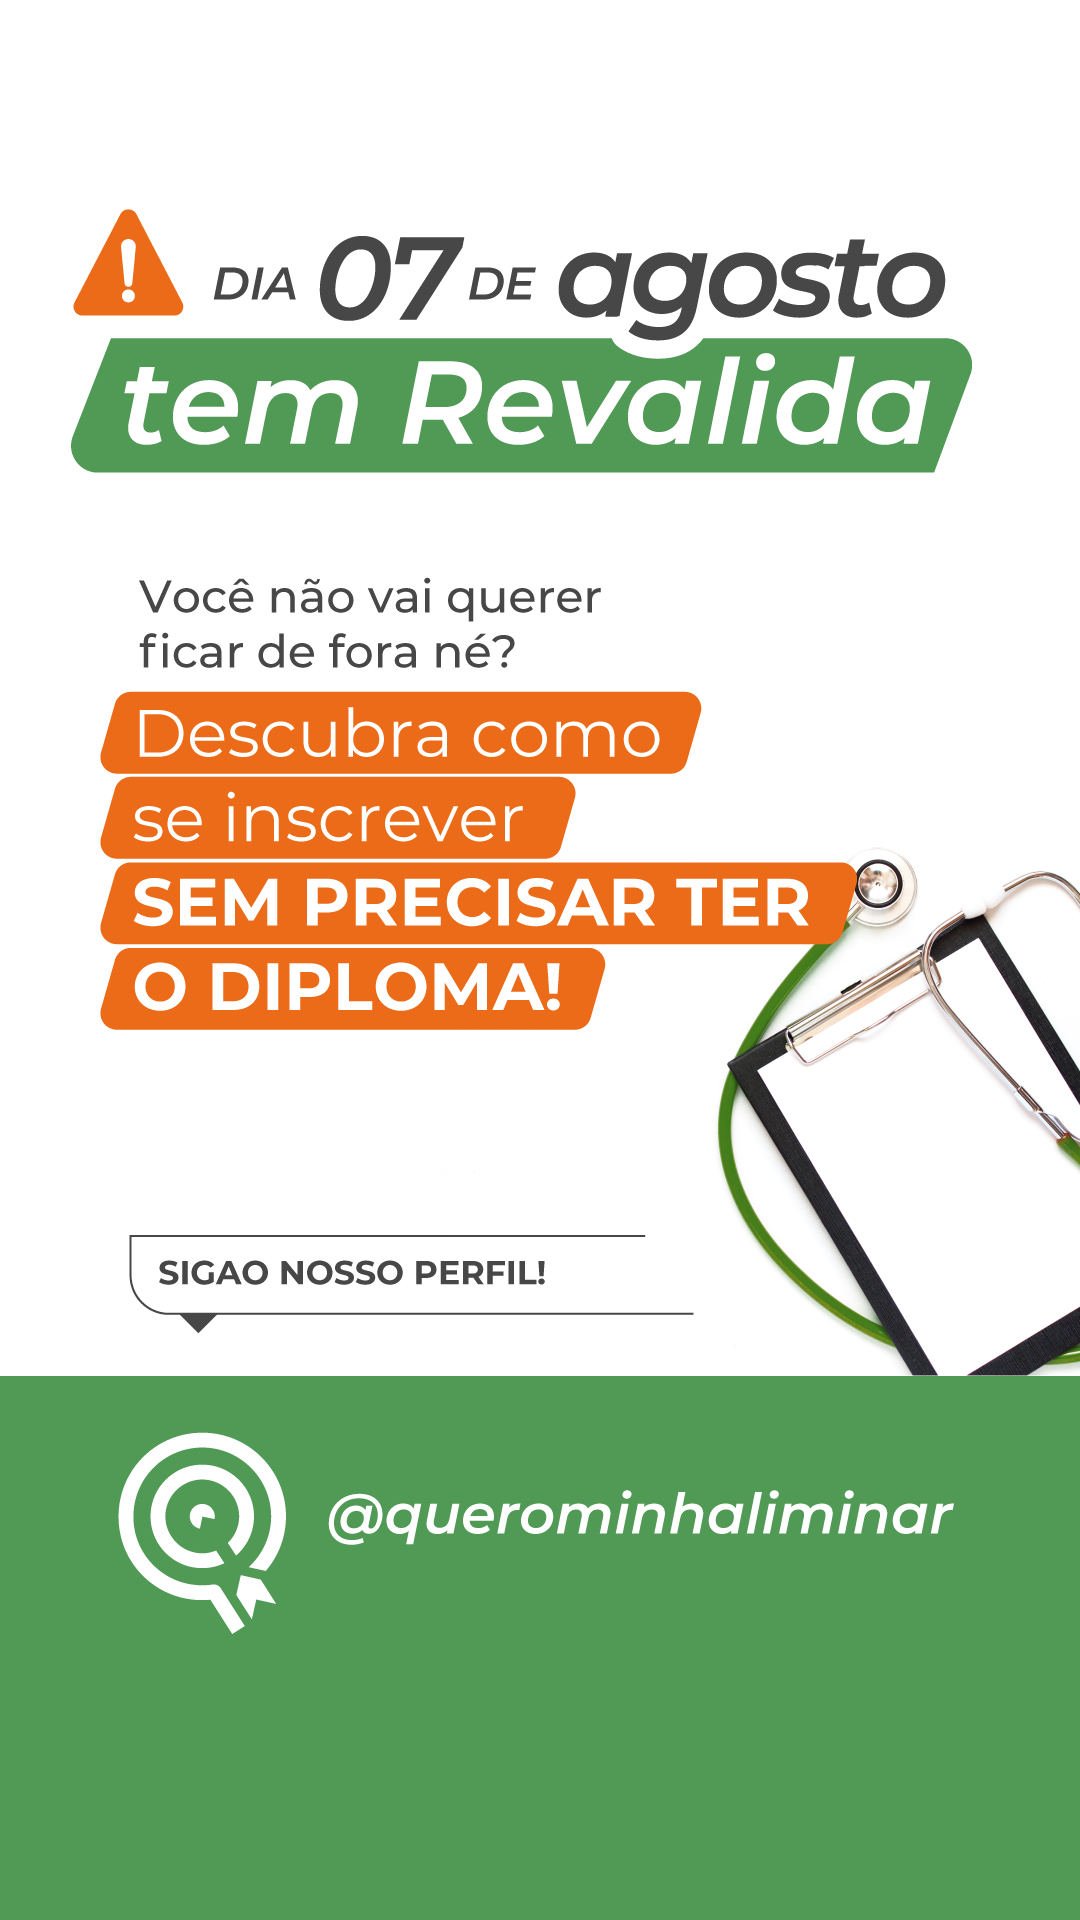 DIA 07 DE agosto
tem Revalida
Você não vai querer
ficar de fora né?
Descubra como
se inscrever
SEM PRECISAR TER
O DIPLOMA!
SIGAO NOSSO PERFIL!
@querominhaliminar